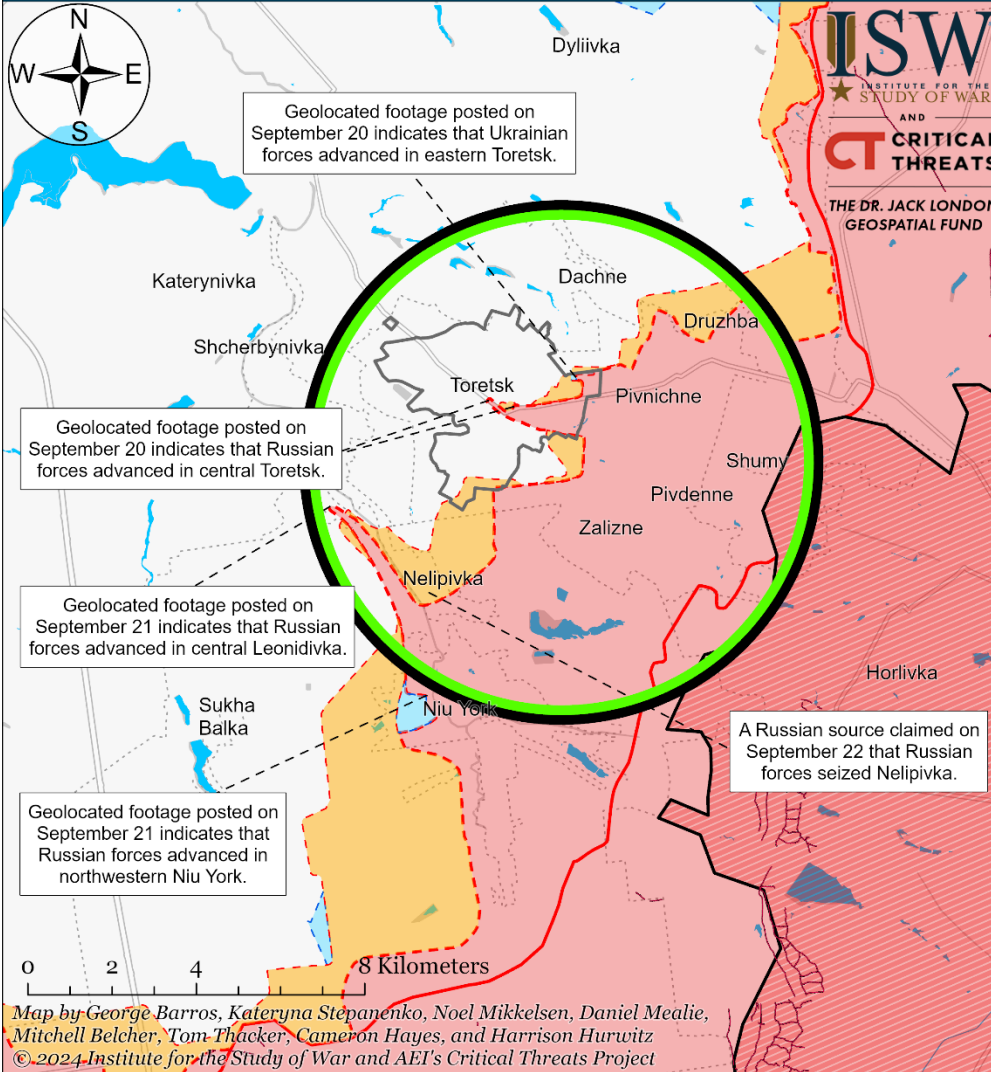 N
W E
S
Dyliivka
ISW
INSTITUTE FOR THE
STUDY OF WAR
AND
CT CRITICAL
THREATS
THE DR. JACK LONDON
GEOSPATIAL FUND
Geolocated footage posted on
September 20 indicates that Ukrainian
forces advanced in eastern Toretsk.
Katerynivka
Dachne
Druzhba
Shcherbynivka
Toretsk
Pivnichne
Geolocated footage posted on
September 20 indicates that Russian
forces advanced in central Toretsk.
Shumy
Pivdenne
Zalizne
Nelipivka
Geolocated footage posted on
September 21 indicates that Russian
forces advanced in central Leonidivka.
Horlivka
Sukha
Balka
Niu York
A Russian source claimed on
September 22 that Russian
forces seized Nelipivka.
Geolocated footage posted on
September 21 indicates that
Russian forces advanced in
northwestern Niu York.
0 2 4 8 Kilometers
Map by George Barros, Kateryna Stepanenko, Noel Mikkelsen, Daniel Mealie,
Mitchell Belcher, Tom Thacker, Cameron Hayes, and Harrison Hurwitz
© 2024 Institute for the Study of War and AEI's Critical Threats Project